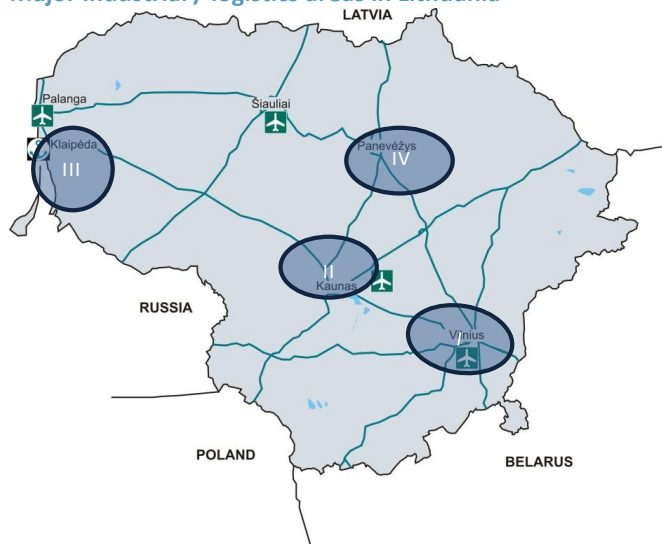 Major industrial / logistics areas in Lithuania
LATVIA
Palanga
Šiauliai
Klaipėda
III
Panevėžys
IV
II
Kaunas
RUSSIA
Vilnius
I
POLAND
BELARUS